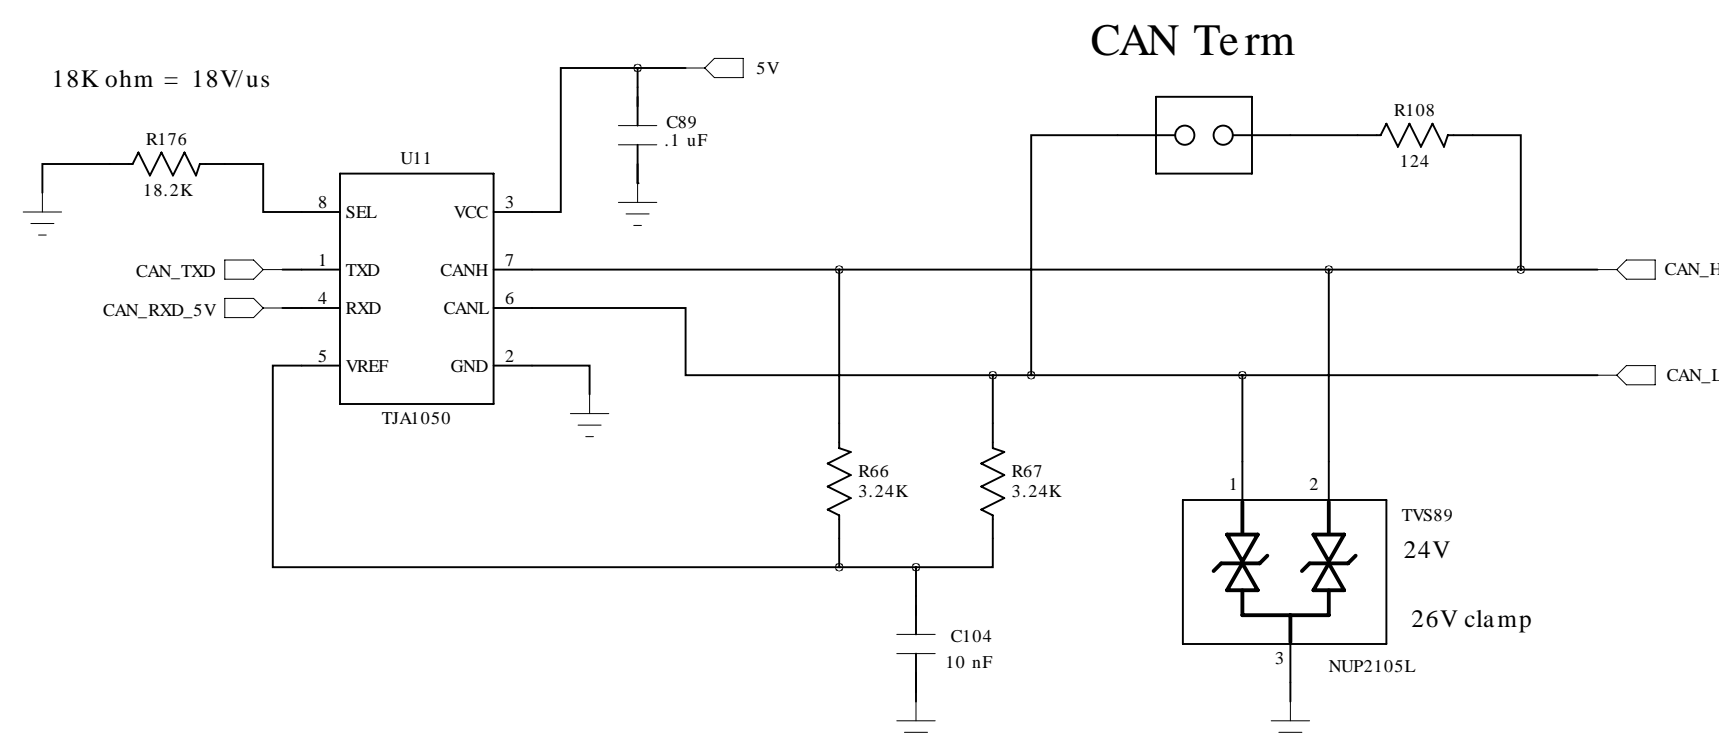 CAN Term
18K ohm = 18V/us
5V
R176
18.2K
C89
.1 uF
R108
124
U11
8 SEL
VCC 3
CAN_TXD
1 TXD
CANH 7
CAN_H
CAN_RXD_5V
4 RXD
CANL 6
5 VREF
GND 2
CAN_L
TJA1050
R66
3.24K
R67
3.24K
1
2
TVS89
24V
26V clamp
C104
10 nF
3
NUP2105L